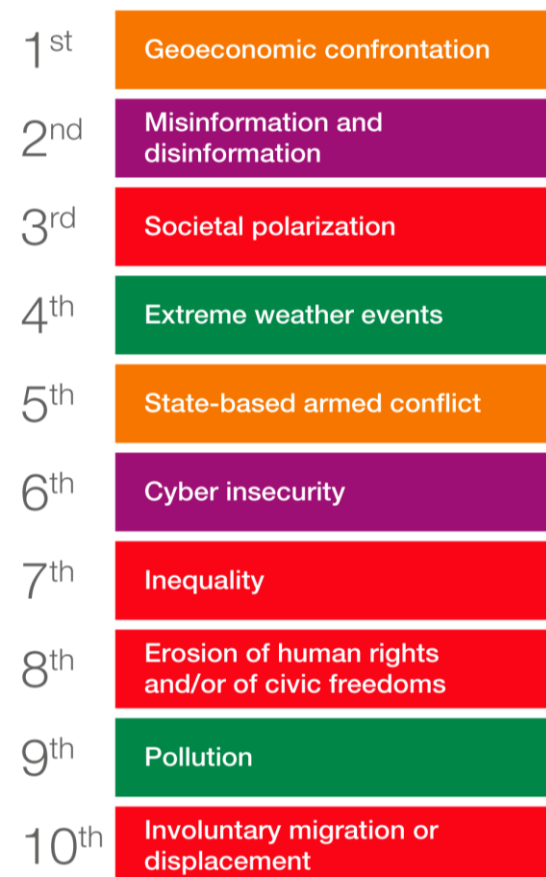 1st Geoeconomic confrontation
2nd Misinformation and
disinformation
3rd Societal polarization
4th Extreme weather events
5th State-based armed conflict
6th Cyber insecurity
7th Inequality
8th Erosion of human rights
and/or of civic freedoms
9th Pollution
10th Involuntary migration or
displacement